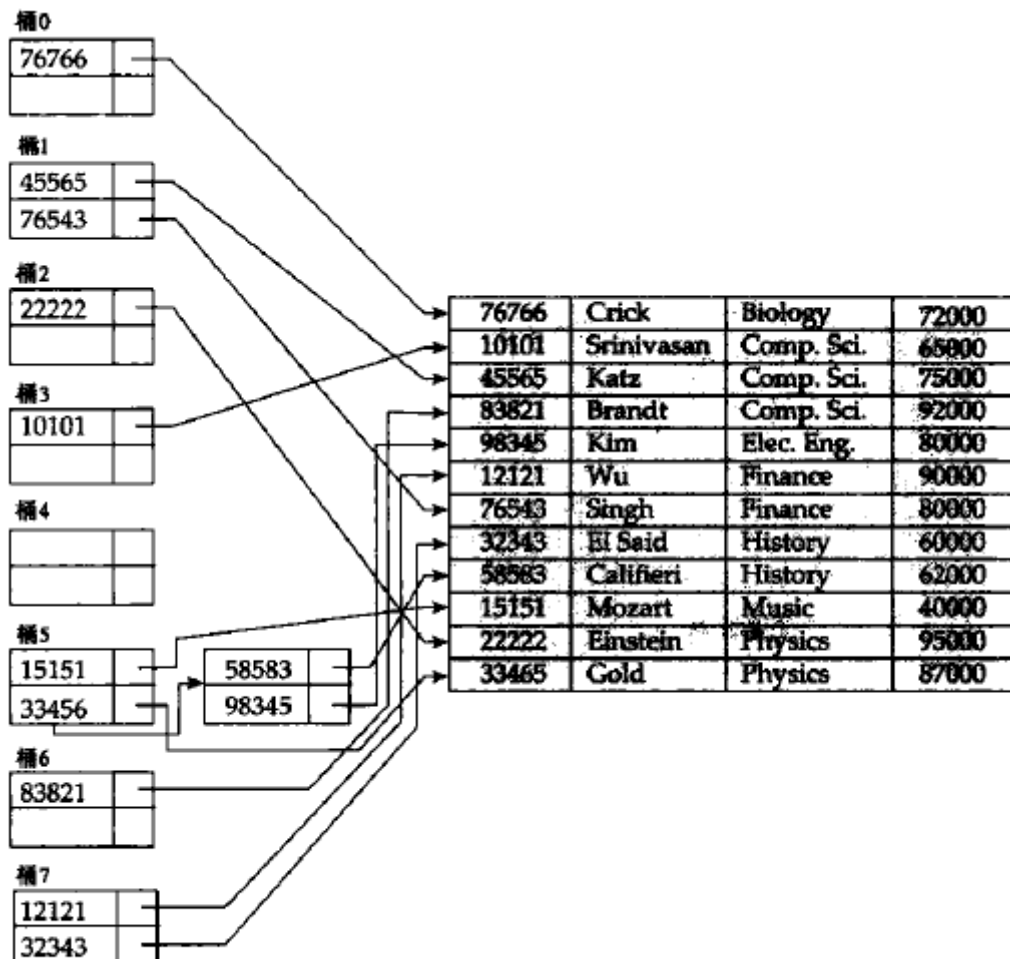 桶0
76766
桶1
45565
76543
桶2
22222
桶3
10101
桶4
桶5
15151
33456
58583
98345
桶6
83821
桶7
12121
32343
76766 Crick Biology 72000
10101 Srinivasan Comp. Sci. 65000
45565 Katz Comp. Sci. 75000
83821 Brandt Comp. Sci. 92000
98345 Kim Elec. Eng. 80000
12121 Wu Finance 90000
76543 Singh Finance 80000
32343 El Said History 60000
58583 Califieri History 62000
15151 Mozart Music 40000
22222 Einstein Physics 95000
33465 Gold Physics 87000